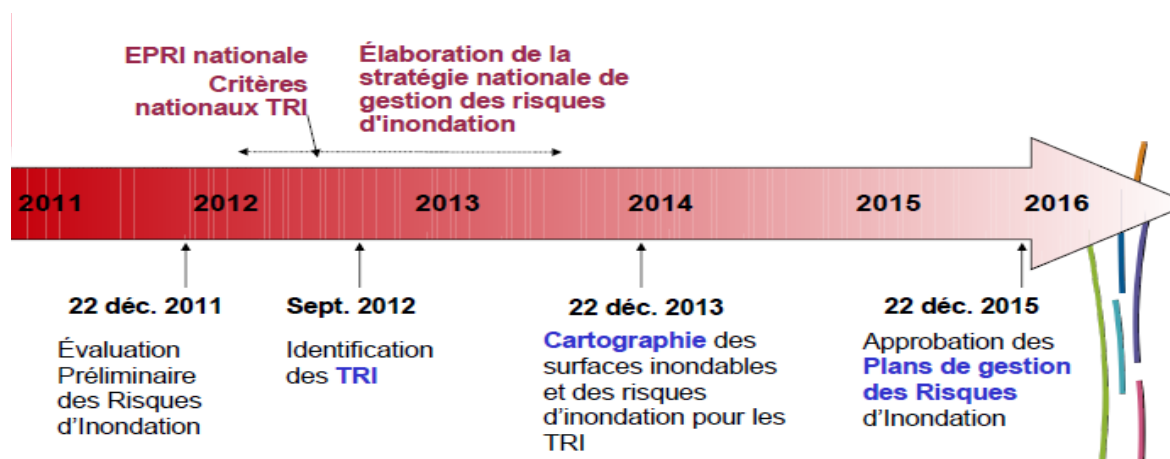 EPRI nationale
Critères
nationaux TRI
Élaboration de la
stratégie nationale de
gestion des risques
d'inondation
2011
2012
2013
2014
2015
2016
22 déc. 2011
Évaluation
Préliminaire
des Risques
d'Inondation
Sept. 2012
Identification
des TRI
22 déc. 2013
Cartographie des
surfaces inondables
et des risques
d'inondation pour les
TRI
22 déc. 2015
Approbation des
Plans de gestion
des Risques
d'Inondation